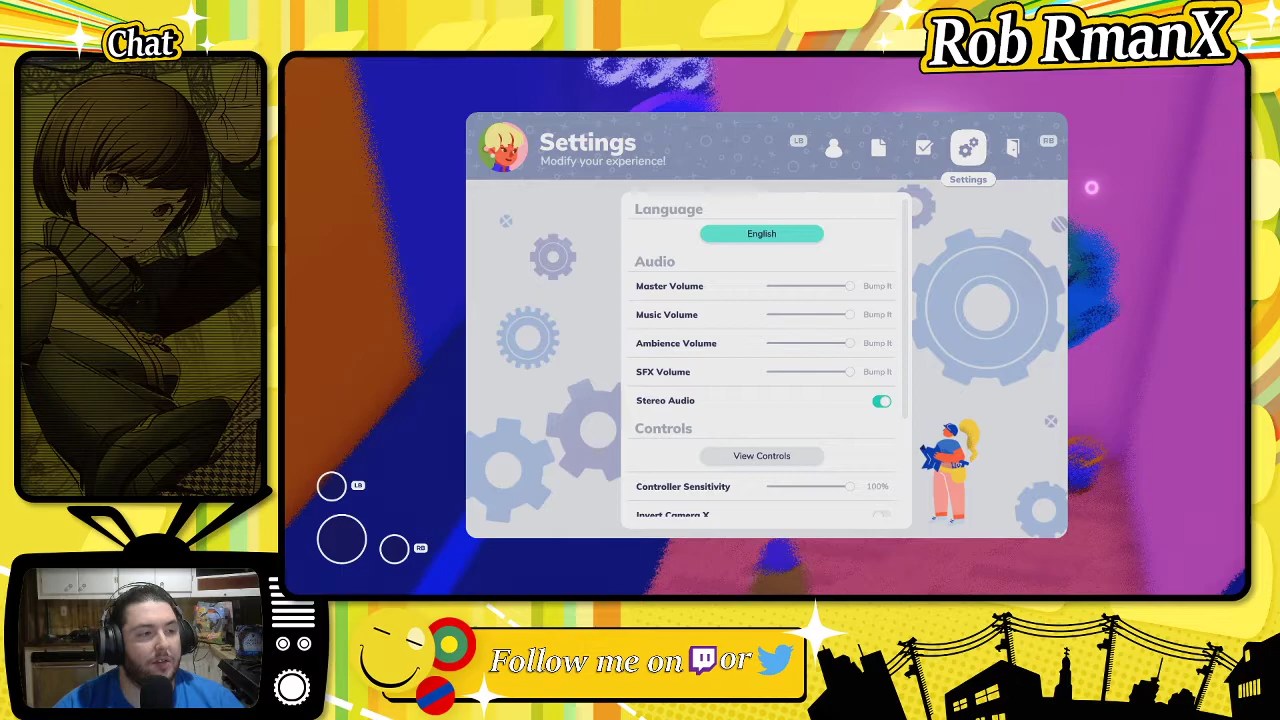 Chat
Rob RmanX
Settings
Modify your experience!
LB
RB
Settings
Language
English
Audio
Master Volume Bump It
Music Volume Bump It
Ambience Volume Bump It
SFX Volume Bump It
Stereo Audio
Controls
View Controls
Controller Sensitivity 100%
Invert Camera X
LB
RB
Follow me on or